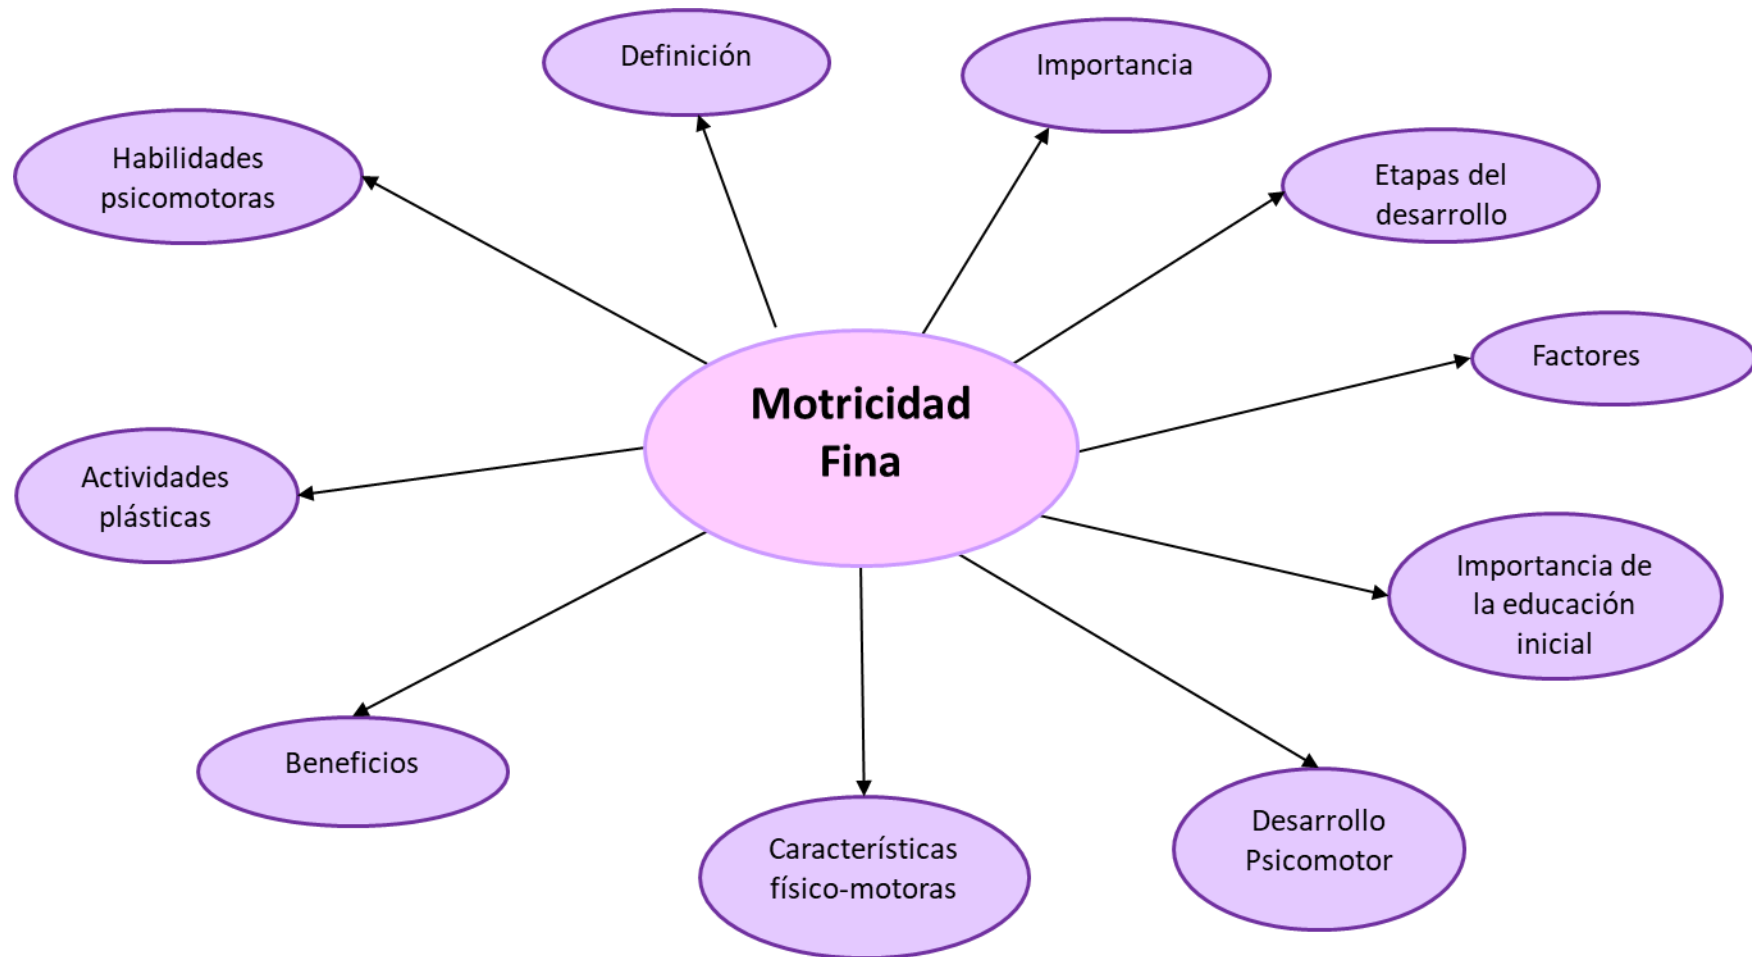 Definición
Importancia
Habilidades
psicomotoras
Etapas del
desarrollo
Factores
Motricidad
Fina
Actividades
plásticas
Importancia de
la educación
inicial
Beneficios
Desarrollo
Psicomotor
Característícas
físico-motoras